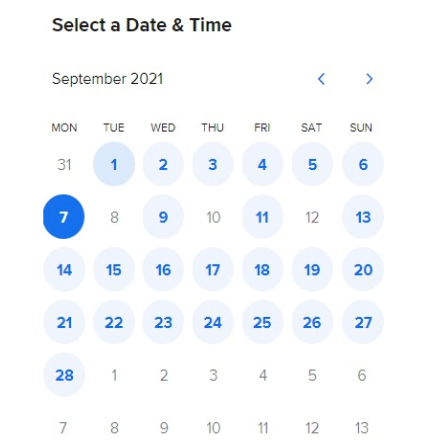 Select a Date & Time
September 2021
MON TUE WED THU FRI SAT SUN
31 1 2 3 4 5 6
7 8 9 10 11 12 13
14 15 16 17 18 19 20
21 22 23 24 25 26 27
28 1 2 3 4 5 6
7 8 9 10 11 12 13